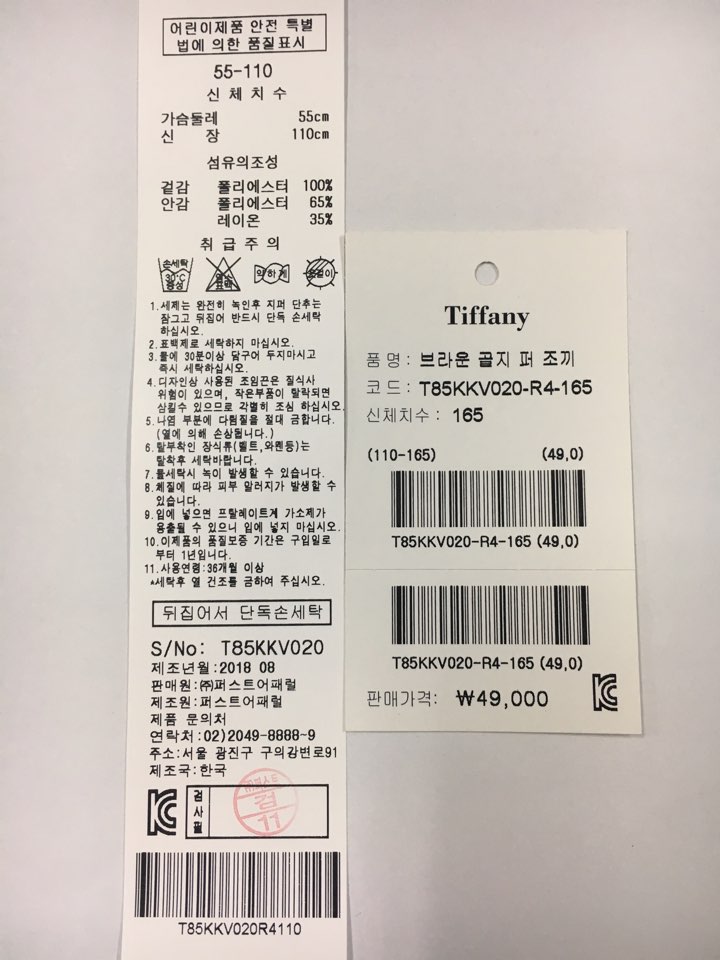 어린이제품 안전 특별
법에 의한 품질표시
55-110
신 체 치 수
가슴둘레 55cm
신 장 110cm
섬유의조성
겉감 폴리에스터 100%
안감 폴리에스터 65%
레이온 35%
취 급 주 의
손세탁
30℃
중성
염소
표백
약하게
옷걸이
1.세제는 완전히 녹인후 지퍼 단추는
잠그고 뒤집어 반드시 단독 손세탁
하십시오.
2.표백제로 세탁하지 마십시오.
3.물에 30분이상 담구어 두지마시고
즉시 세탁하십시오.
4.디자인상 사용된 조임끈은 질식사
위험이 있으며, 작은부품이 탈락되면
삼킬수 있으므로 각별히 조심 하십시오.
5.나염 부분에 다림질을 절대 금합니다.
(열에 의해 손상됩니다.)
6.탈부착인 장식류(벨트,와펜등)는
탈착후 세탁바랍니다.
7.물세탁시 녹이 발생할 수 있습니다.
8.체질에 따라 피부 알러지가 발생할 수
있습니다.
9.입에 넣으면 프탈레이트계 가소제가
용출될 수 있으니 입에 넣지 마십시오.
10.이제품의 품질보증 기간은 구입일로
부터 1년입니다.
11.사용연령:36개월 이상
*세탁후 열 건조를 금하여 주십시오.
뒤집어서 단독손세탁
S/No: T85KKV020
제조년월:2018 08
판매원:㈜퍼스트어패럴
제조원:퍼스트어패럴
제품 문의처
연락처:02)2049-8888~9
주소:서울 광진구 구의강변로91
제조국:한국
검사필
검
11
T85KKV020R4110
Tiffany
품 명 : 브라운 골지 퍼 조끼
코 드 : T85KKV020-R4-165
신체치수 : 165
(110-165) (49,0)
T85KKV020-R4-165 (49,0)
T85KKV020-R4-165 (49,0)
판매가격: ₩49,000